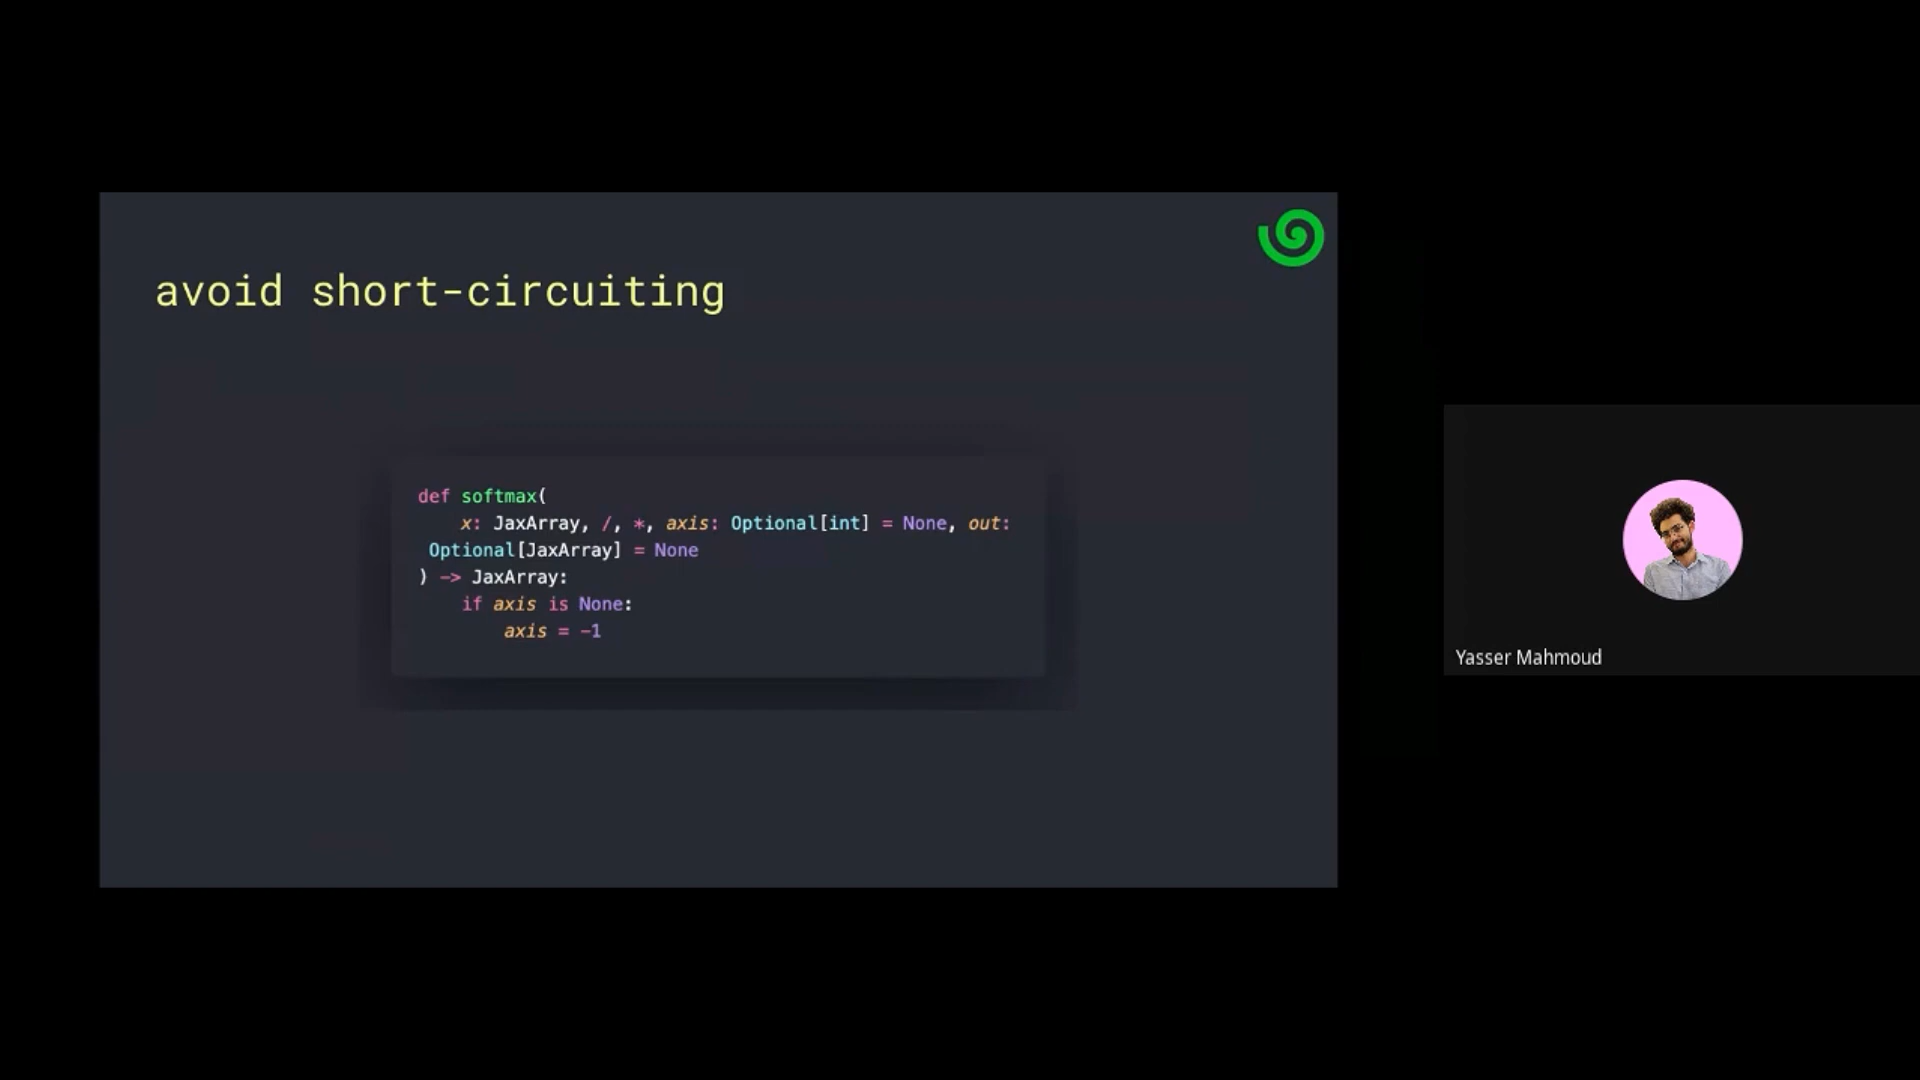 avoid short-circuiting
def softmax(
    x: JaxArray, /, *, axis: Optional[int] = None, out:
 Optional[JaxArray] = None
) -> JaxArray:
    if axis is None:
        axis = -1
Yasser Mahmoud